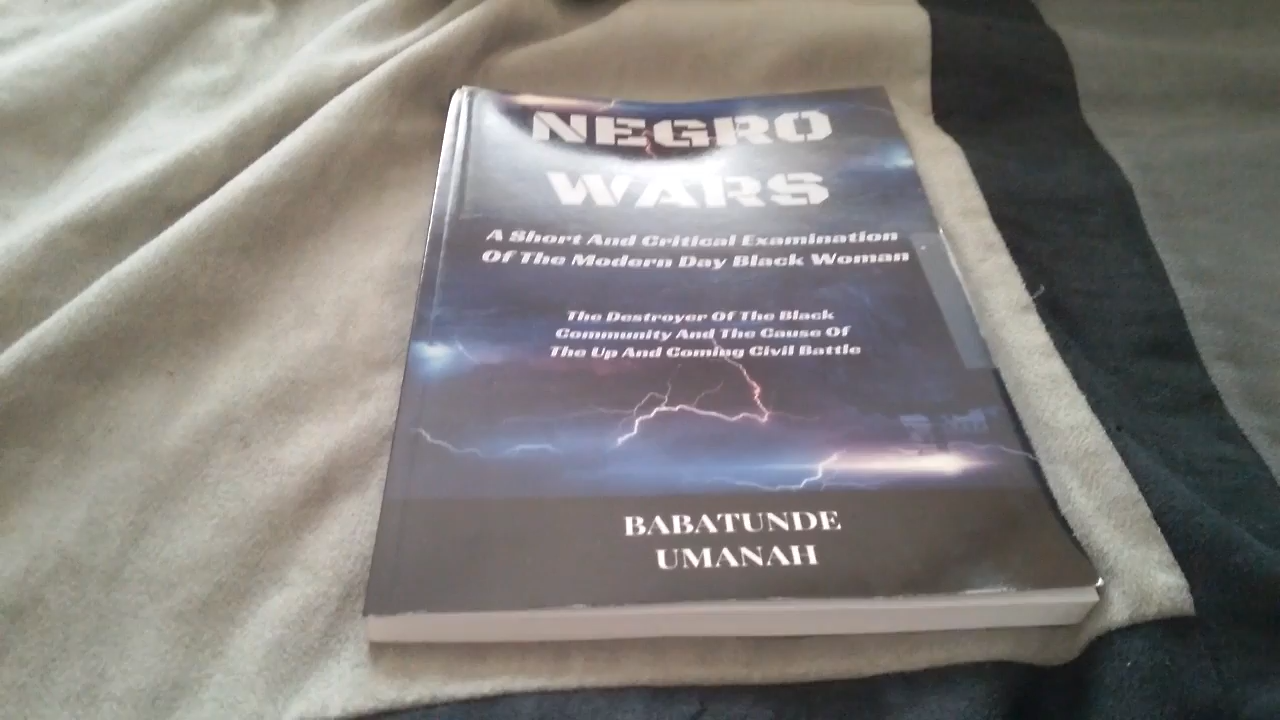 NEGRO
WARS
A Short And Critical Examination
Of The Modern Day Black Woman
The Destroyer Of The Black
Community And The Cause Of
The Up And Coming Civil Battle
BABATUNDE
UMANAH